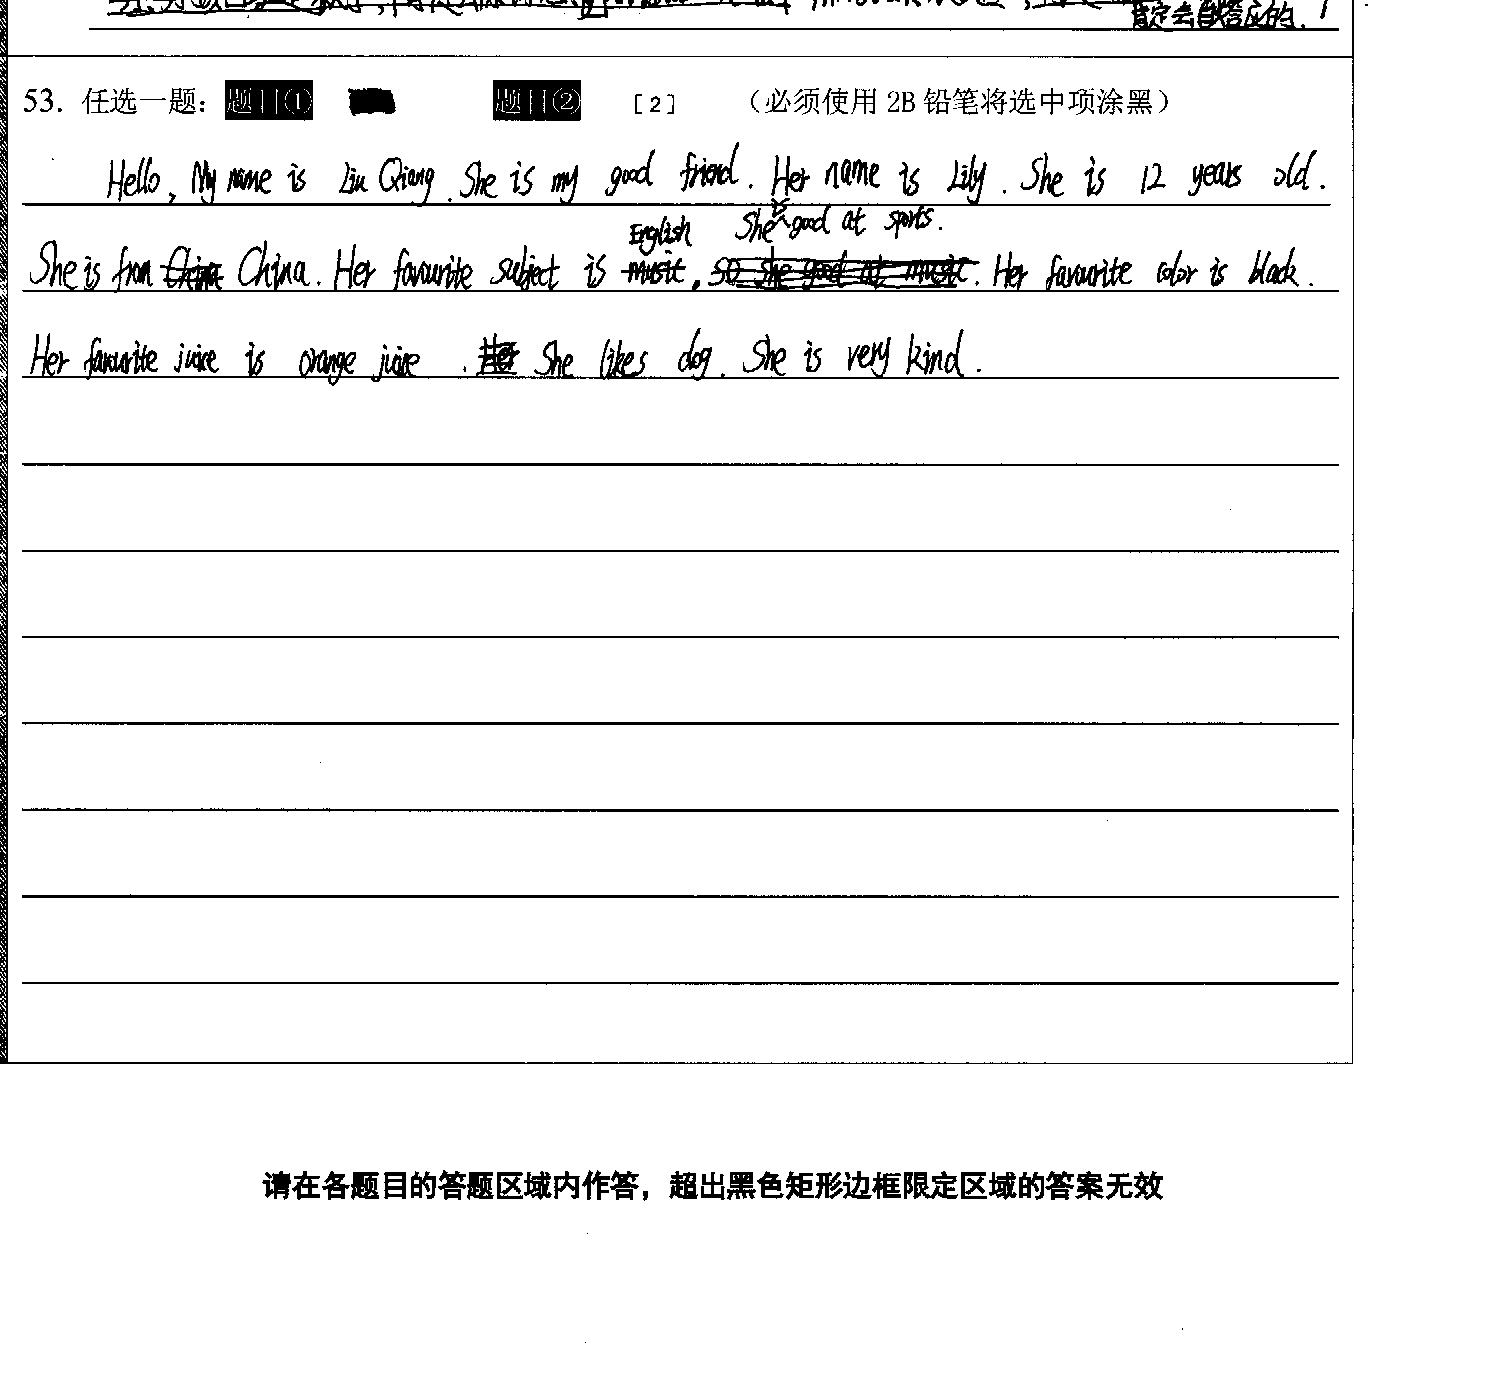 肯定会自答应的.
53. 任选一题: 题目① 题目② [2] (必须使用 2B 铅笔将选中项涂黑)
Hello, My name is Liu Qiang. She is my good friend. Her name is Lily. She is 12 years old.
English She is good at sports.
She is from China China. Her favourite subject is music, so she good at music. Her favourite color is black.
Her favourite juice is orange juice. Her She likes dog. She is very kind.
请在各题目的答题区域内作答，超出黑色矩形边框限定区域的答案无效